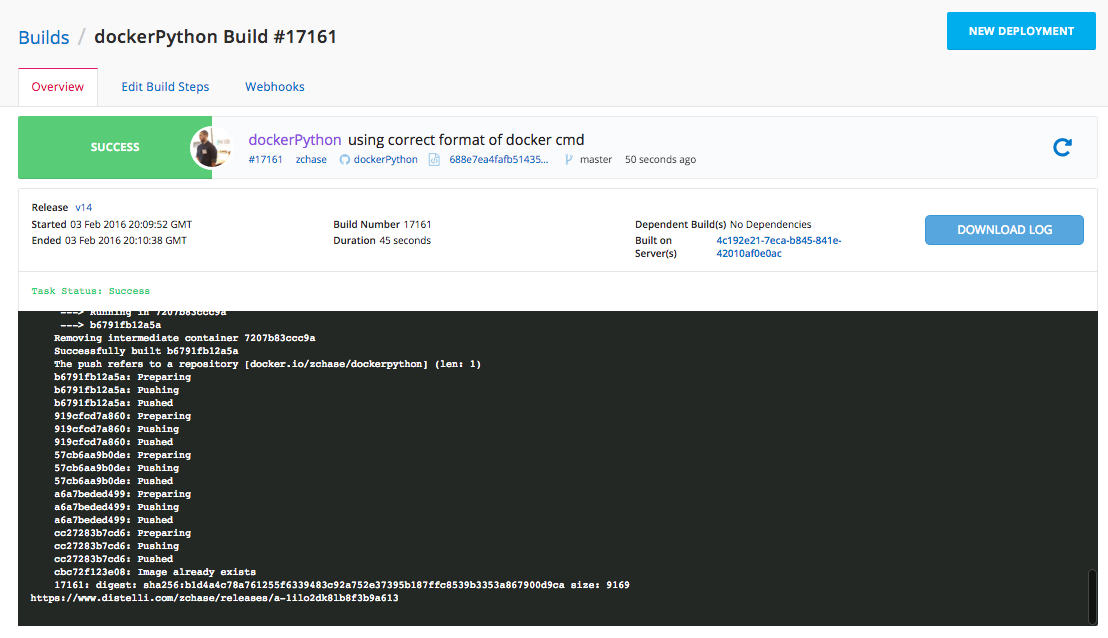 Builds / dockerPython Build #17161
NEW DEPLOYMENT
Overview
Edit Build Steps
Webhooks
SUCCESS
dockerPython using correct format of docker cmd
#17161 zchase dockerPython 688e7ea4fafb51435... master 50 seconds ago
Release v14
Started 03 Feb 2016 20:09:52 GMT
Ended 03 Feb 2016 20:10:38 GMT
Build Number 17161
Duration 45 seconds
Dependent Build(s) No Dependencies
Built on Server(s) 4c192e21-7eca-b845-841e-
42010af0e0ac
DOWNLOAD LOG
Task Status: Success
---> Running in 7207b83ccc9a
---> b6791fb12a5a
Removing intermediate container 7207b83ccc9a
Successfully built b6791fb12a5a
The push refers to a repository [docker.io/zchase/dockerpython] (len: 1)
b6791fb12a5a: Preparing
b6791fb12a5a: Pushing
b6791fb12a5a: Pushed
919cfcd7a860: Preparing
919cfcd7a860: Pushing
919cfcd7a860: Pushed
57cb6aa9b0de: Preparing
57cb6aa9b0de: Pushing
57cb6aa9b0de: Pushed
a6a7beded499: Preparing
a6a7beded499: Pushing
a6a7beded499: Pushed
cc27283b7cd6: Preparing
cc27283b7cd6: Pushing
cc27283b7cd6: Pushed
cbc72f123e08: Image already exists
17161: digest: sha256:b1d4a4c78a761255f6339483c92a752e37395b187ffc8539b3353a867900d9ca size: 9169
https://www.distelli.com/zchase/releases/a-1i1o2dk81b8f3b9a613